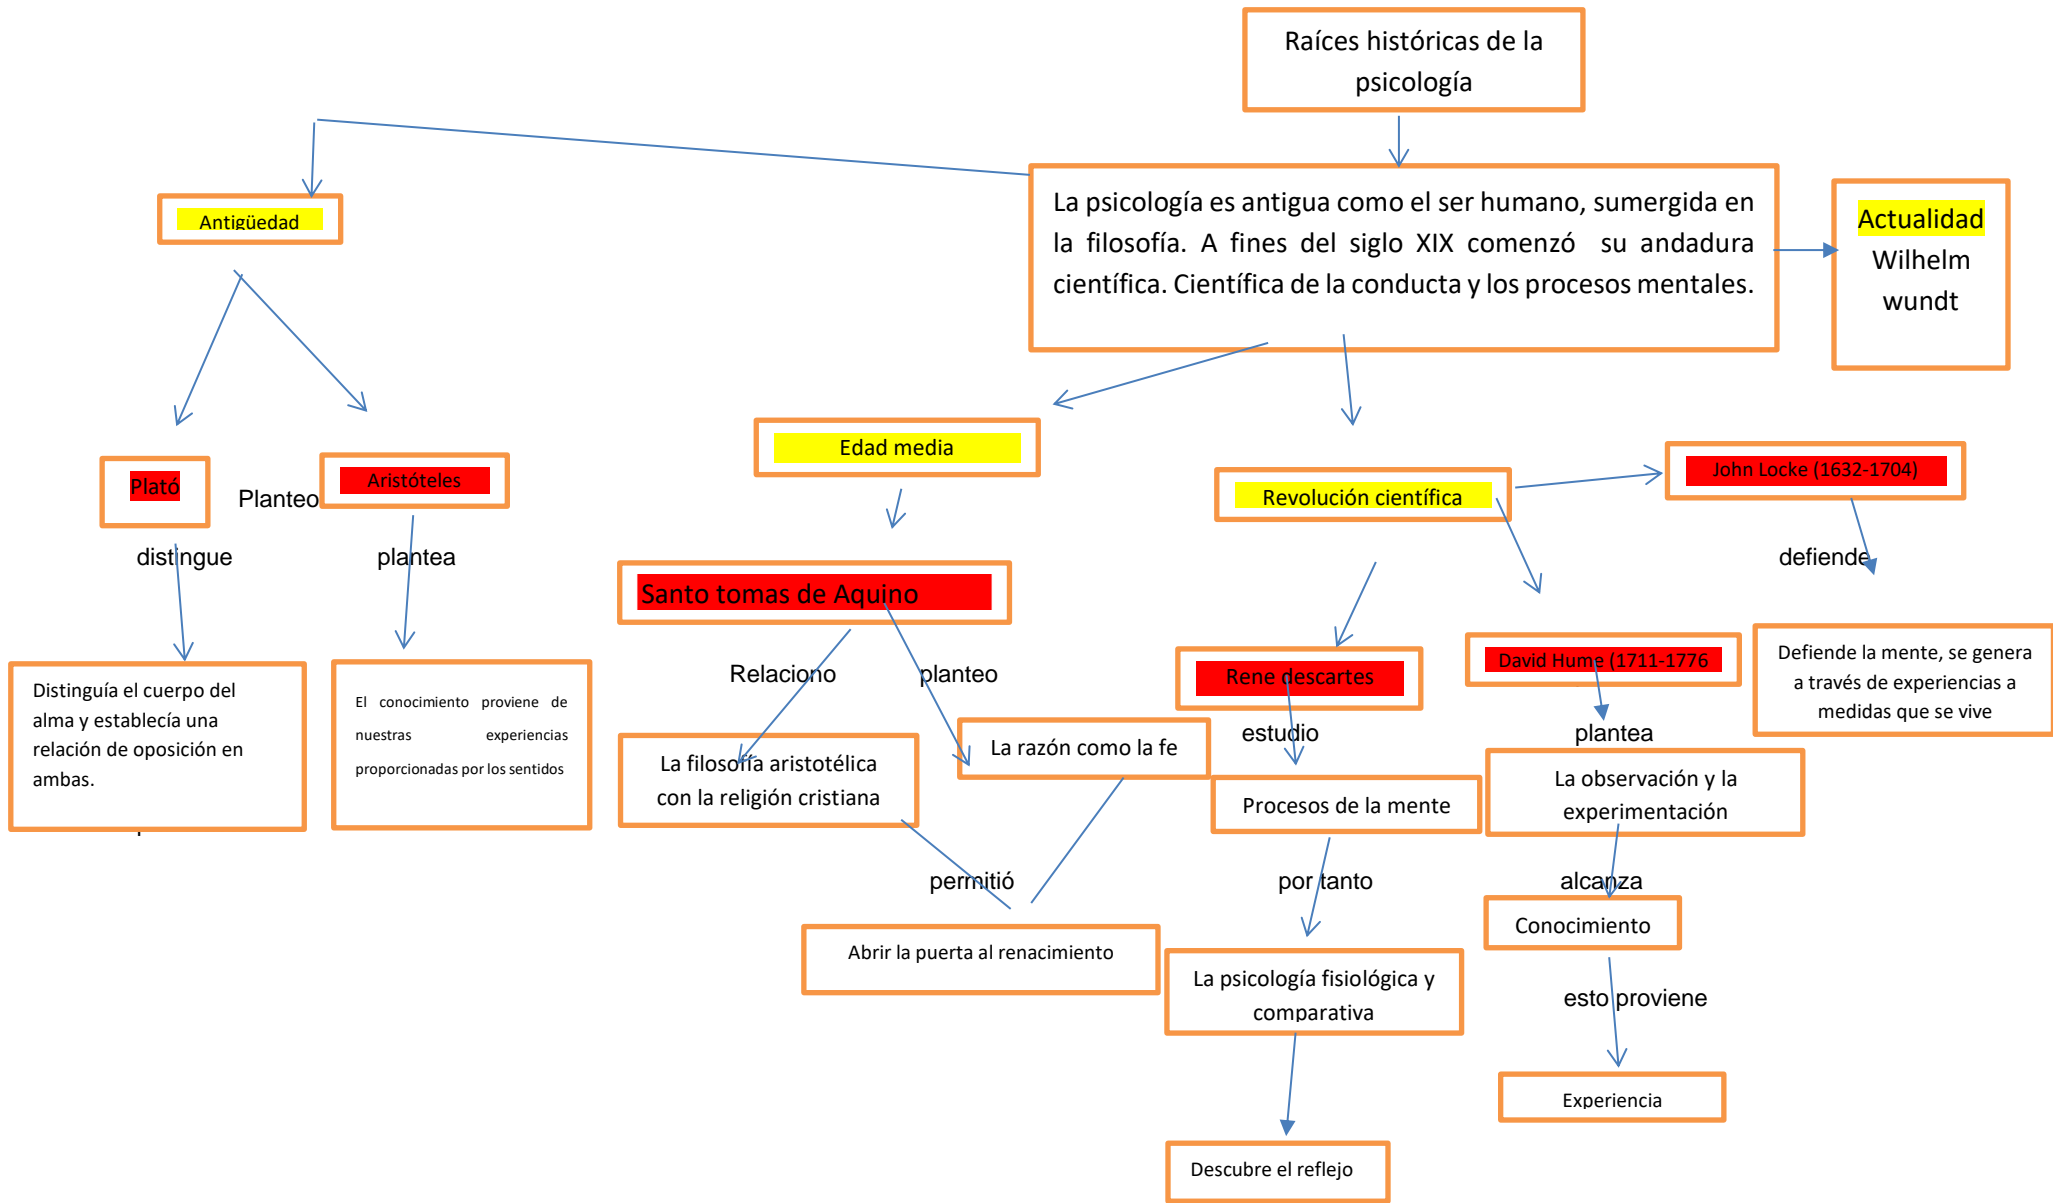 Raíces históricas de la
psicología
La psicología es antigua como el ser humano, sumergida en
la filosofía. A fines del siglo XIX comenzó su andadura
científica. Científica de la conducta y los procesos mentales.
Actualidad
Wilhelm
wundt
Antigüedad
Plató
Planteo
Aristóteles
distingue
plantea
Distinguía el cuerpo del
alma y establecía una
relación de oposición en
ambas.
El conocimiento proviene de
nuestras experiencias
proporcionadas por los sentidos
Edad media
Santo tomas de Aquino
Relaciono
planteo
La filosofía aristotélica
con la religión cristiana
La razón como la fe
permitió
Abrir la puerta al renacimiento
Revolución científica
Rene descartes
estudio
Procesos de la mente
por tanto
La psicología fisiológica y
comparativa
Descubre el reflejo
David Hume (1711-1776
plantea
La observación y la
experimentación
alcanza
Conocimiento
esto proviene
Experiencia
John Locke (1632-1704)
defiende
Defiende la mente, se genera
a través de experiencias a
medidas que se vive